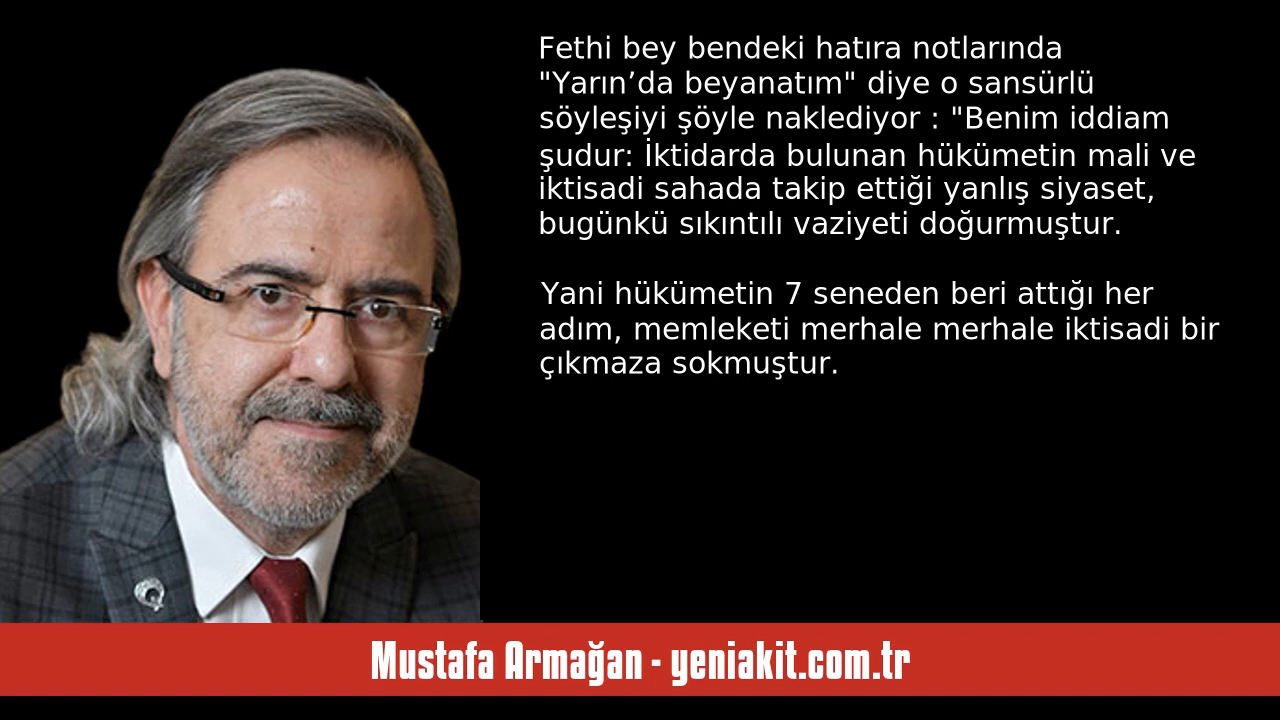 Fethi bey bendeki hatıra notlarında
"Yarın’da beyanatım" diye o sansürlü
söyleşiyi şöyle naklediyor : "Benim iddiam
şudur: İktidarda bulunan hükümetin mali ve
iktisadi sahada takip ettiği yanlış siyaset,
bugünkü sıkıntılı vaziyeti doğurmuştur.
Yani hükümetin 7 seneden beri attığı her
adım, memleketi merhale merhale iktisadi bir
çıkmaza sokmuştur.
Mustafa Armağan - yeniakit.com.tr